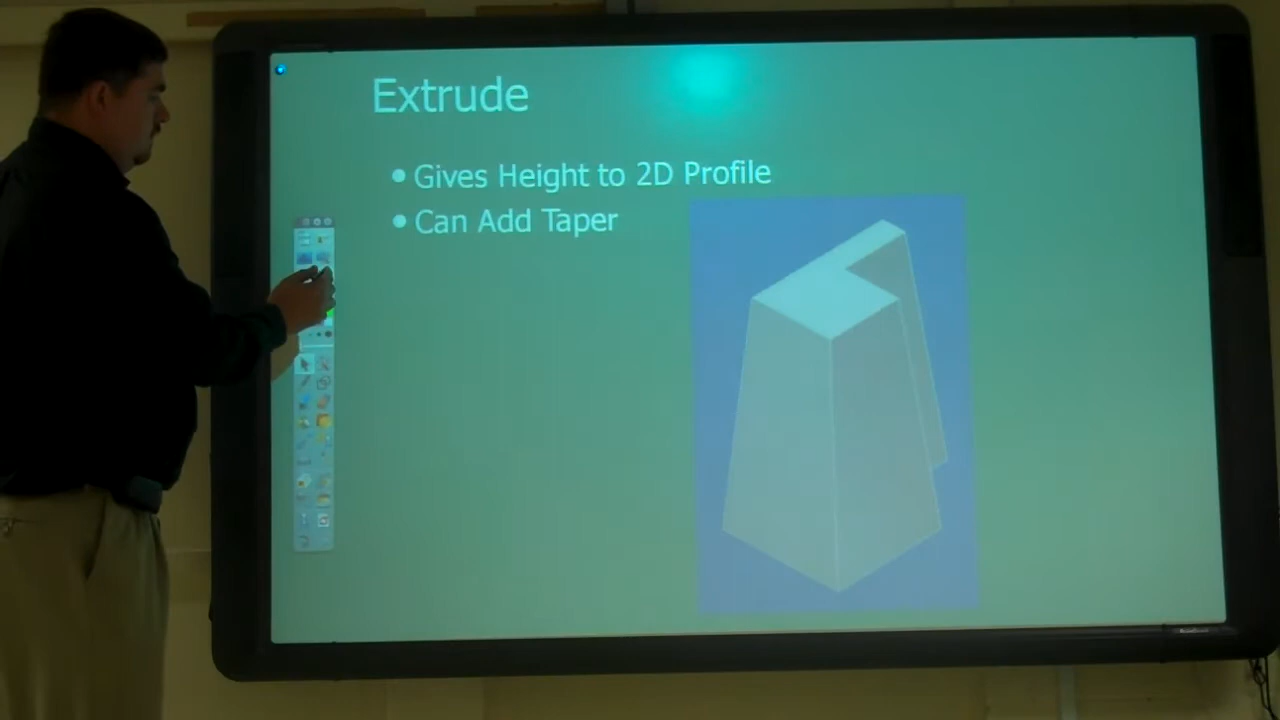 Extrude
• Gives Height to 2D Profile
• Can Add Taper